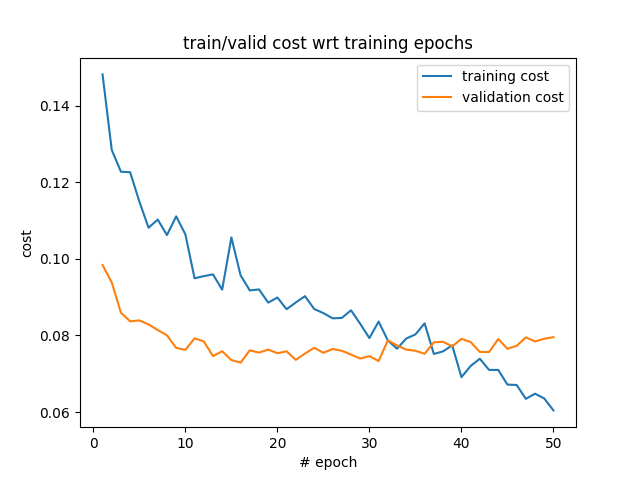 train/valid cost wrt training epochs
training cost
validation cost
0.14
0.12
0.10
0.08
0.06
cost
0
10
20
30
40
50
# epoch